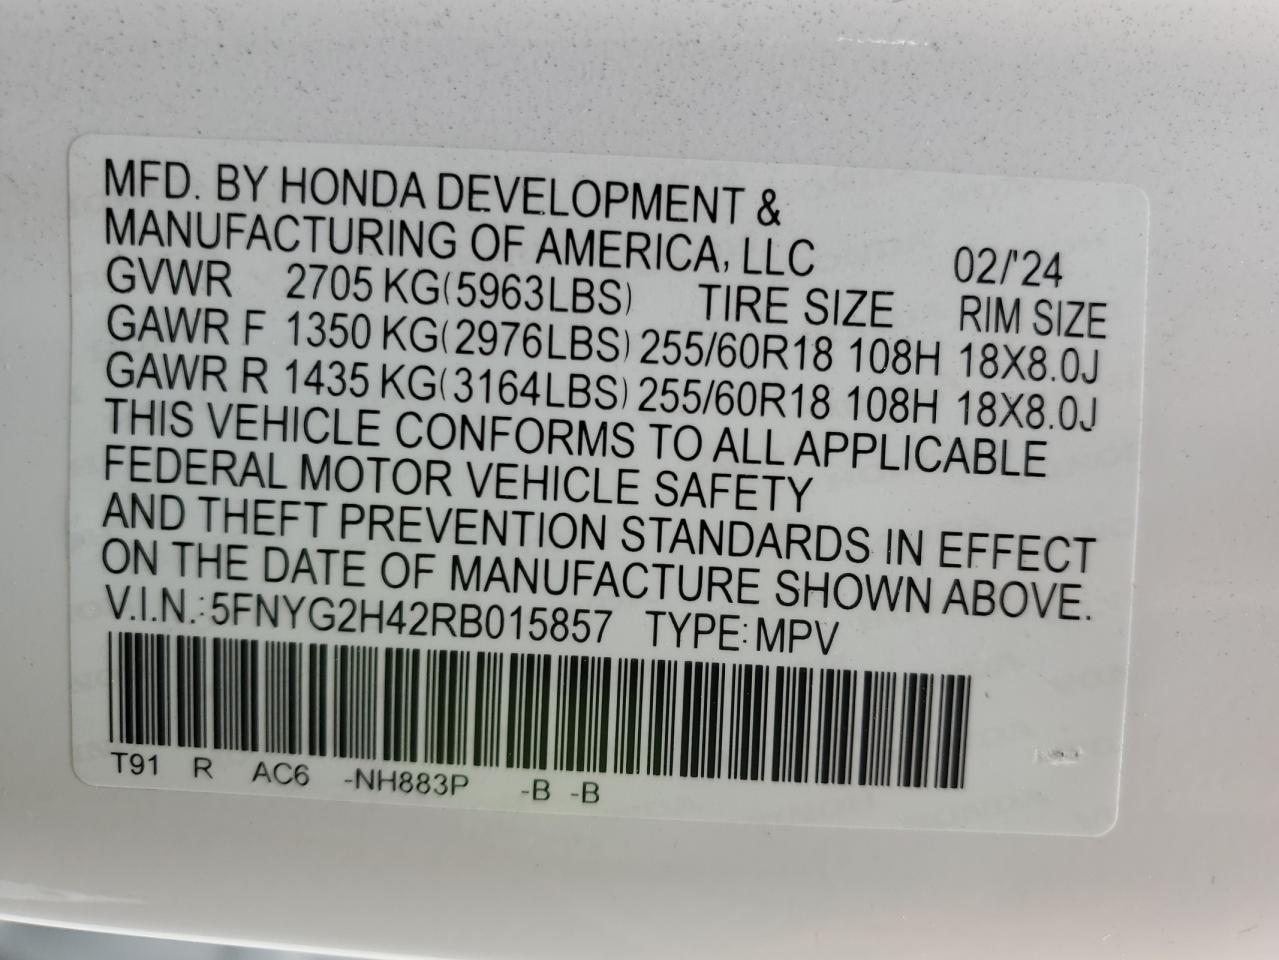 MFD. BY HONDA DEVELOPMENT &
MANUFACTURING OF AMERICA, LLC 02/'24
GVWR 2705 KG(5963LBS) TIRE SIZE RIM SIZE
GAWR F 1350 KG(2976LBS) 255/60R18 108H 18X8.0J
GAWR R 1435 KG(3164LBS) 255/60R18 108H 18X8.0J
THIS VEHICLE CONFORMS TO ALL APPLICABLE
FEDERAL MOTOR VEHICLE SAFETY
AND THEFT PREVENTION STANDARDS IN EFFECT
ON THE DATE OF MANUFACTURE SHOWN ABOVE.
V.I.N.: 5FNYG2H42RB015857 TYPE: MPV
T91 R AC6 -NH883P -B -B